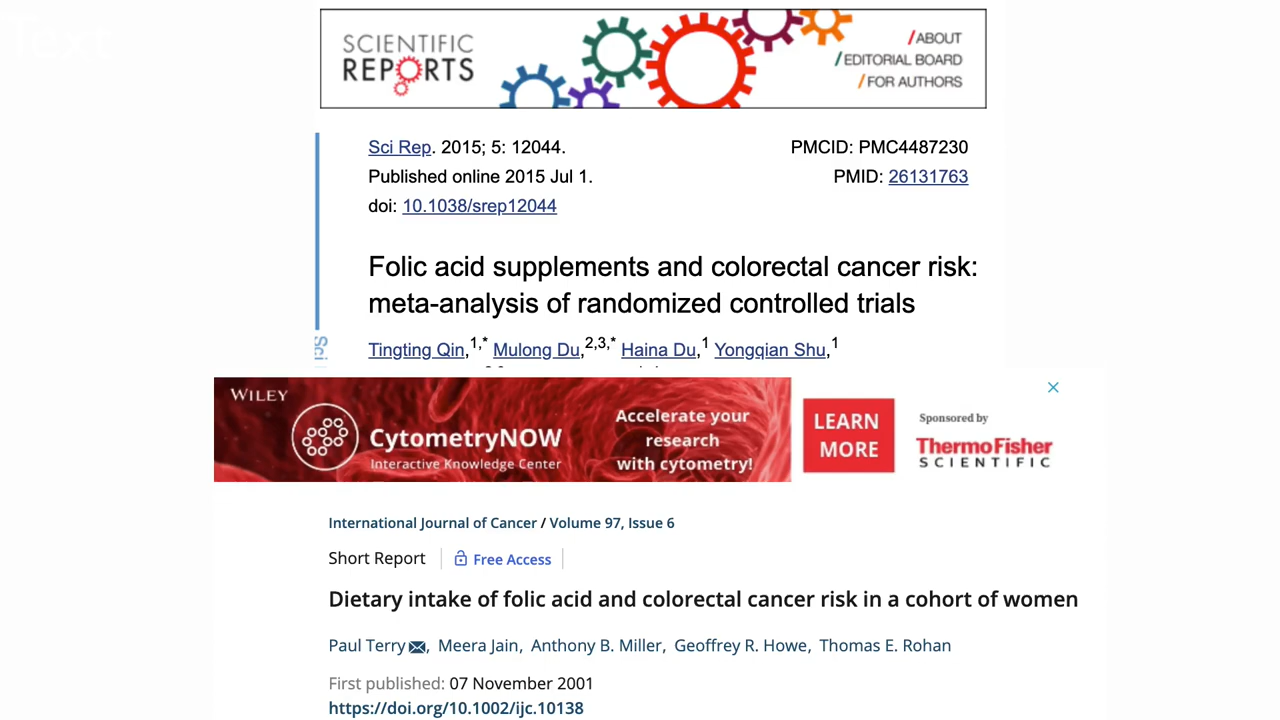 Text
SCIENTIFIC
REPORTS
/ABOUT
/EDITORIAL BOARD
/FOR AUTHORS
Sci Rep. 2015; 5: 12044.
PMCID: PMC4487230
Published online 2015 Jul 1.
PMID: 26131763
doi: 10.1038/srep12044
Folic acid supplements and colorectal cancer risk:
meta-analysis of randomized controlled trials
Sci
Tingting Qin,1,* Mulong Du,2,3,* Haina Du,1 Yongqian Shu,1
WILEY
CytometryNOW
Interactive Knowledge Center
Accelerate your
research
with cytometry!
LEARN
MORE
Sponsored by
ThermoFisher
SCIENTIFIC
International Journal of Cancer / Volume 97, Issue 6
Short Report
Free Access
Dietary intake of folic acid and colorectal cancer risk in a cohort of women
Paul Terry, Meera Jain, Anthony B. Miller, Geoffrey R. Howe, Thomas E. Rohan
First published: 07 November 2001
https://doi.org/10.1002/ijc.10138